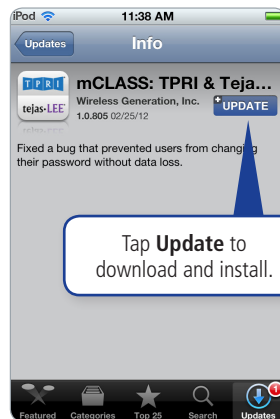 iPod 11:38 AM
Updates Info
TPRI
tejas-LEE
mCLASS: TPRI & Teja...
Wireless Generation, Inc.
1.0.805 02/25/12
UPDATE
Fixed a bug that prevented users from changing
their password without data loss.
Tap Update to
download and install.
Featured Categories Top 25 Search Updates
1